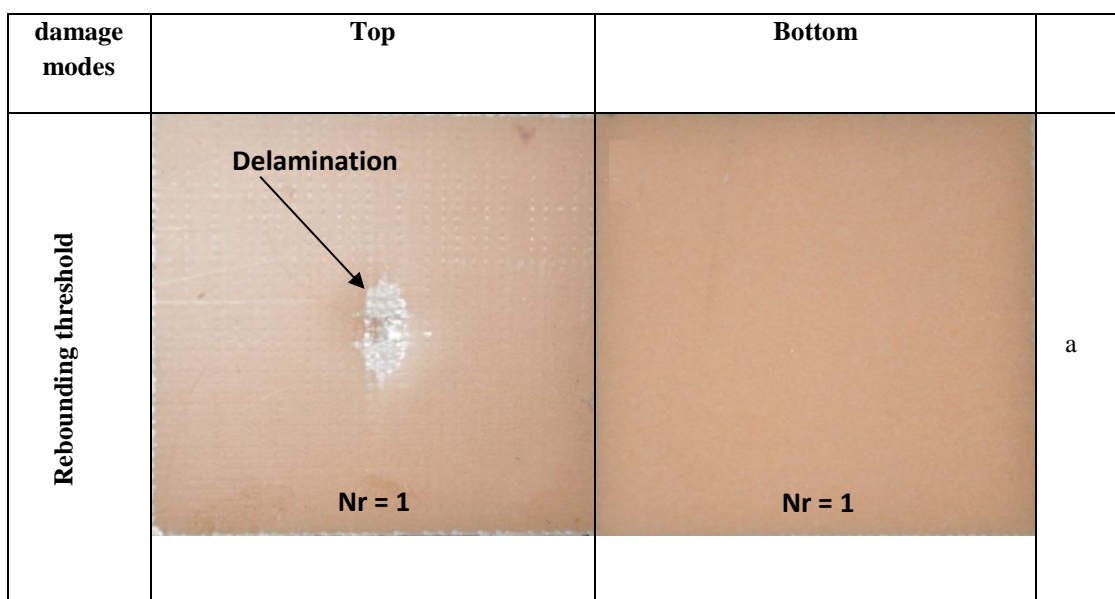 damage
modes
Top
Bottom
Rebounding threshold
Delamination
Nr = 1
Nr = 1
a